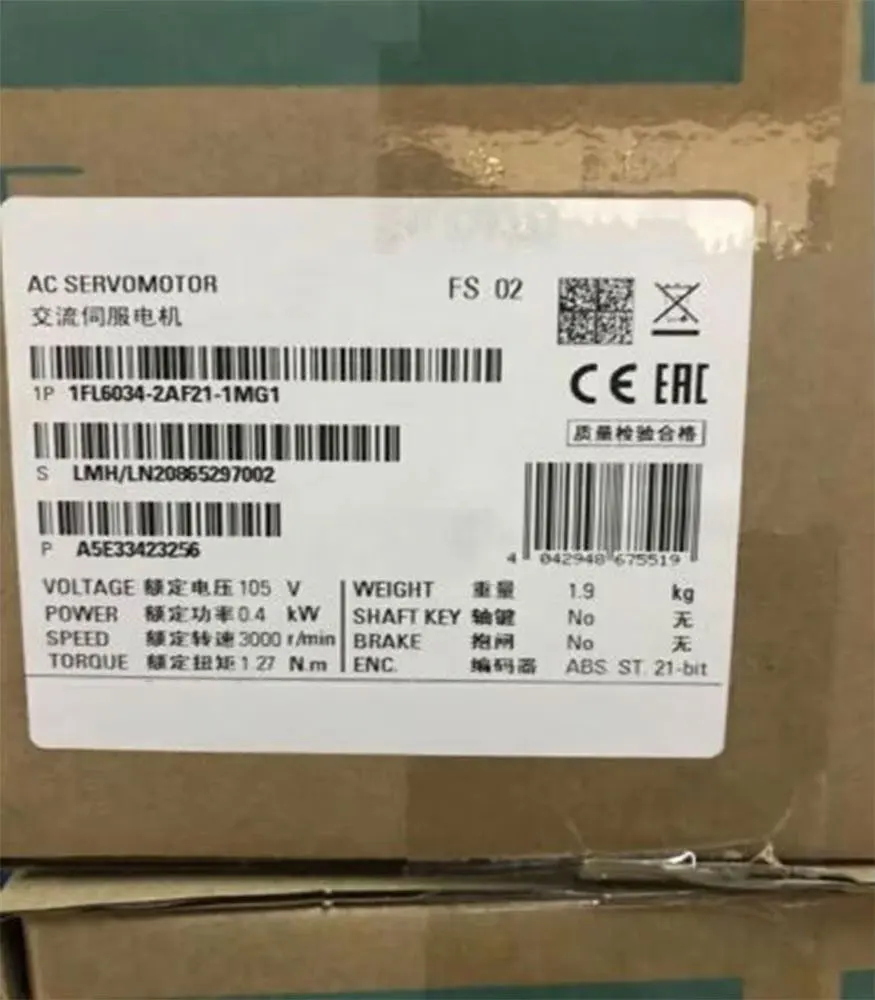 AC SERVOMOTOR
交流伺服电机
FS 02
CE EAC
1P 1FL6034-2AF21-1MG1
质量检验合格
S LMH/LN20865297002
4 042948 675519
P A5E33423256
VOLTAGE 额定电压 105 V
POWER 额定功率 0.4 kW
SPEED 额定转速 3000 r/min
TORQUE 额定扭矩 1.27 N.m
WEIGHT 重量 1.9 kg
SHAFT KEY 轴键 No 无
BRAKE 抱闸 No 无
ENC. 编码器 ABS. ST. 21-bit